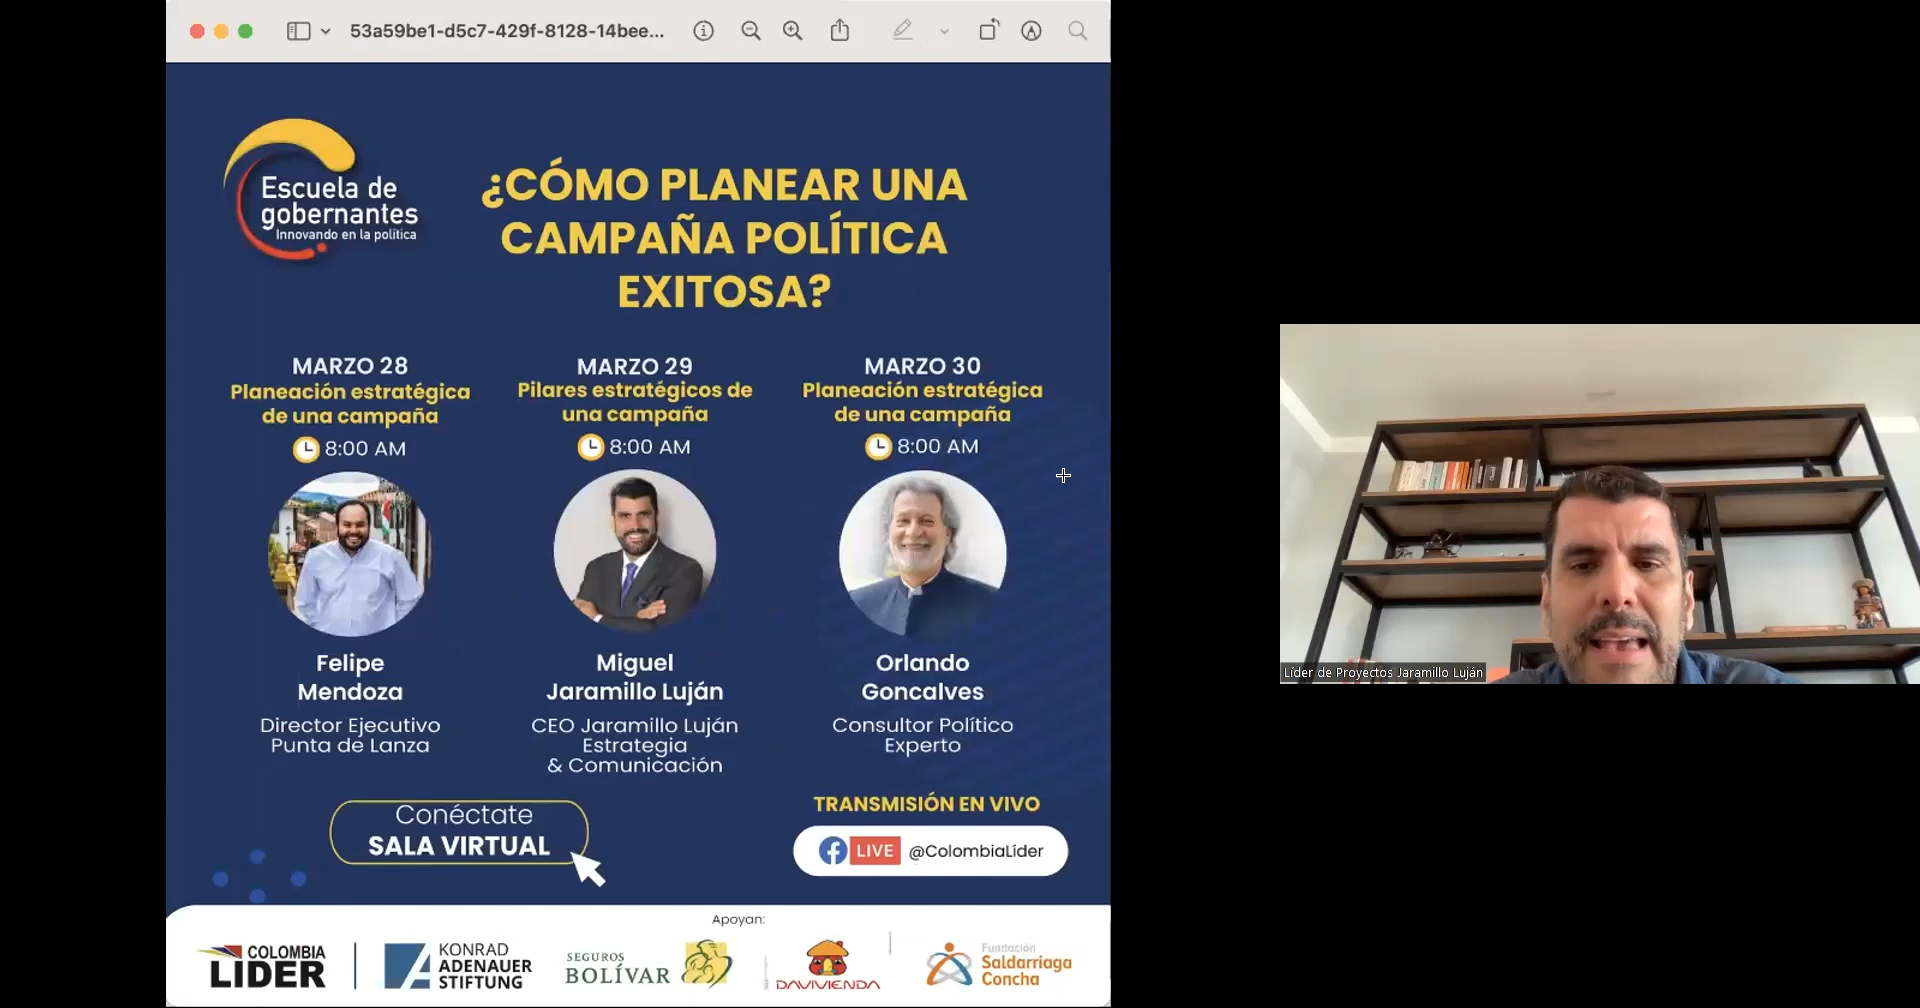 53a59be1-d5c7-429f-8128-14bee...
Escuela de
gobernantes
Innovando en la política
¿CÓMO PLANEAR UNA
CAMPAÑA POLÍTICA
EXITOSA?
MARZO 28
Planeación estratégica
de una campaña
8:00 AM
Felipe
Mendoza
Director Ejecutivo
Punta de Lanza
MARZO 29
Pilares estratégicos de
una campaña
8:00 AM
Miguel
Jaramillo Luján
CEO Jaramillo Luján
Estrategia
& Comunicación
MARZO 30
Planeación estratégica
de una campaña
8:00 AM
Orlando
Goncalves
Consultor Político
Experto
Conéctate
SALA VIRTUAL
TRANSMISIÓN EN VIVO
LIVE @ColombiaLíder
Apoyan:
COLOMBIA
LIDER
KONRAD
ADENAUER
STIFTUNG
SEGUROS
BOLÍVAR
DAVIVIENDA
Fundación
Saldarriaga
Concha
Líder de Proyectos Jaramillo Luján